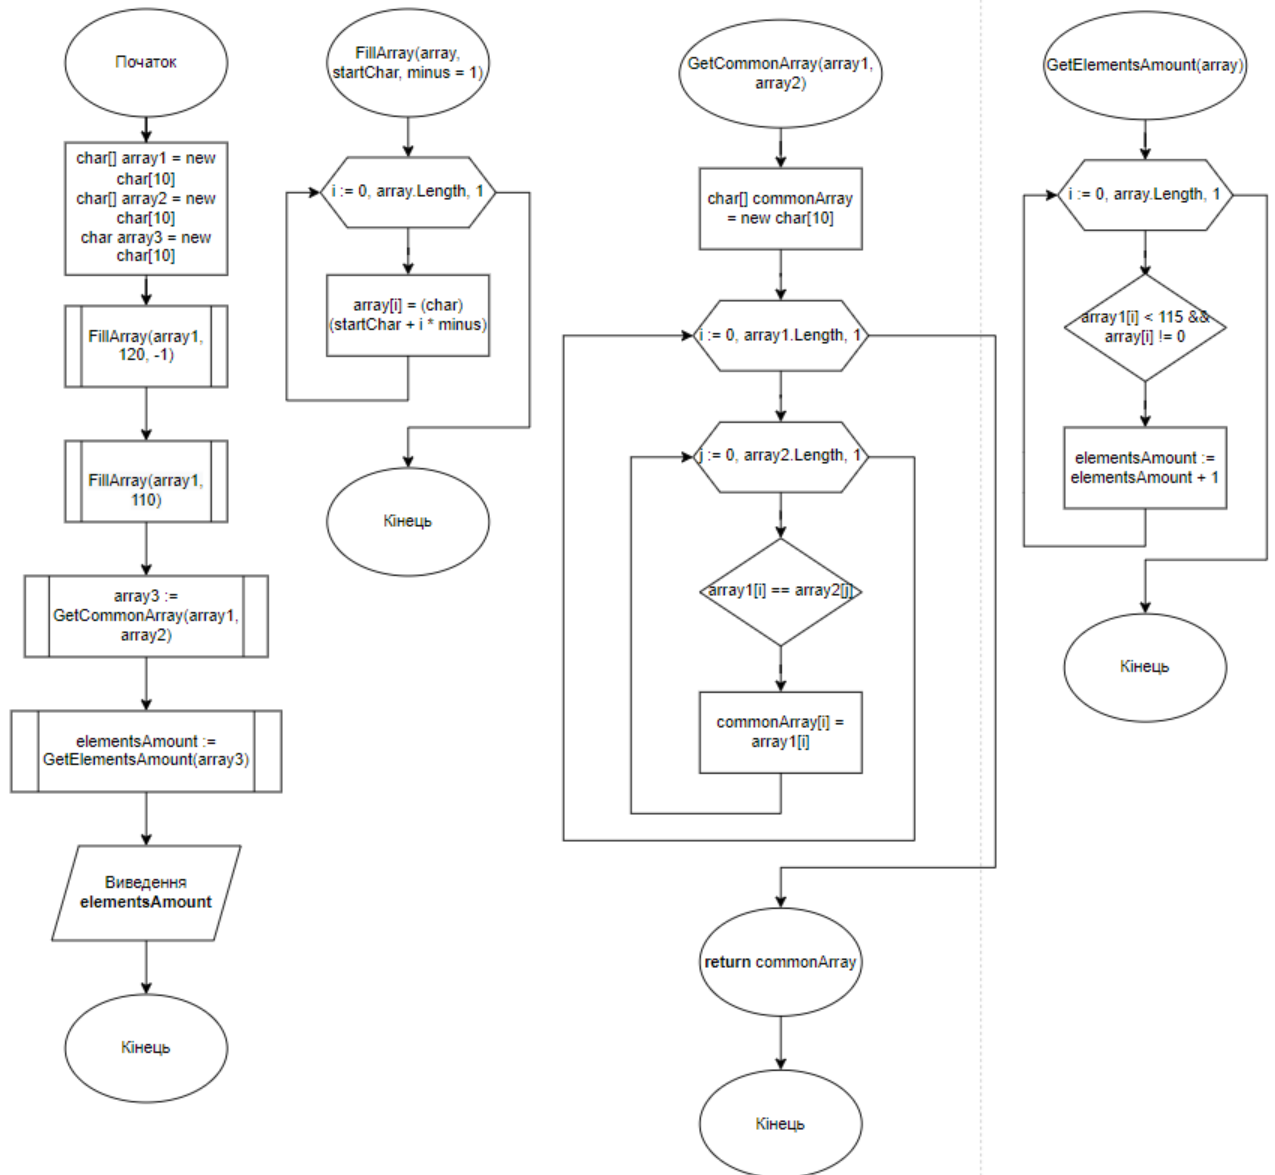 Початок
char[] array1 = new
char[10]
char[] array2 = new
char[10]
char array3 = new
char[10]
FillArray(array1,
120, -1)
FillArray(array1,
110)
array3 :=
GetCommonArray(array1,
array2)
elementsAmount :=
GetElementsAmount(array3)
Виведення
elementsAmount
Кінець
FillArray(array,
startChar, minus = 1)
i := 0, array.Length, 1
array[i] = (char)
(startChar + i * minus)
Кінець
GetCommonArray(array1,
array2)
char[] commonArray
= new char[10]
i := 0, array1.Length, 1
j := 0, array2.Length, 1
array1[i] == array2[j]
commonArray[i] =
array1[i]
return commonArray
Кінець
GetElementsAmount(array)
i := 0, array.Length, 1
array1[i] < 115 &&
array[i] != 0
elementsAmount :=
elementsAmount + 1
Кінець